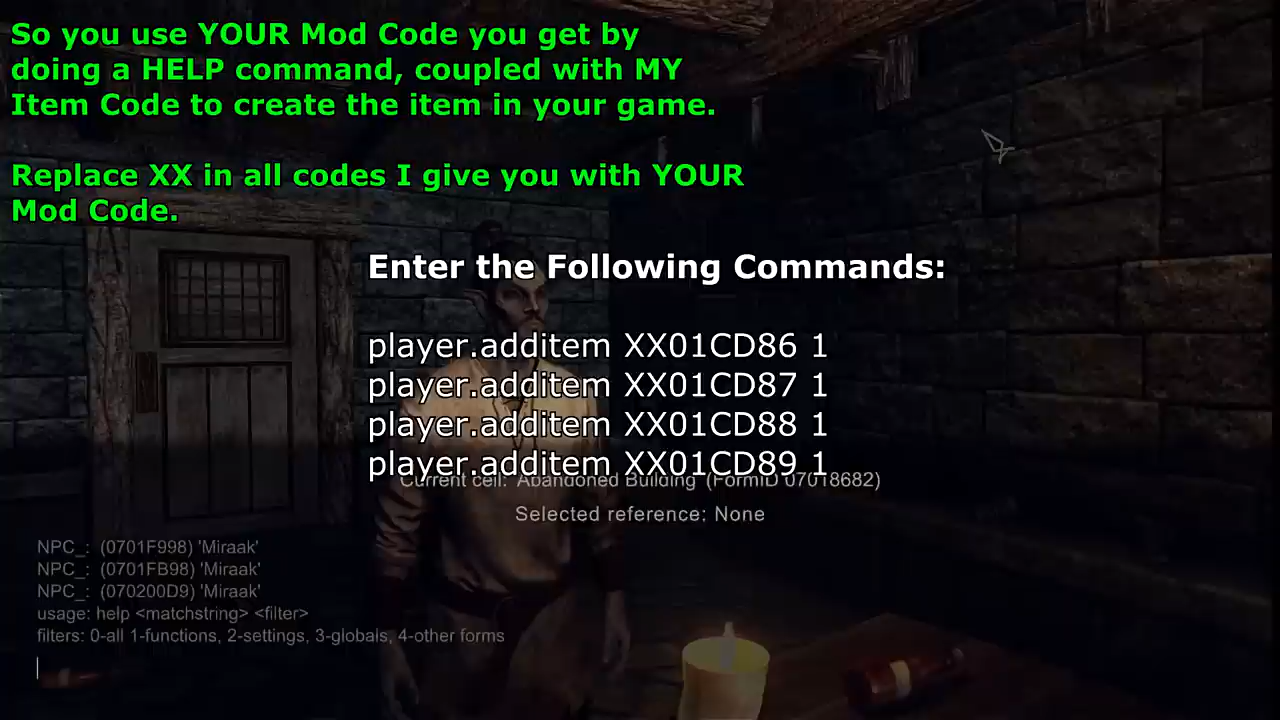 So you use YOUR Mod Code you get by
doing a HELP command, coupled with MY
Item Code to create the item in your game.
Replace XX in all codes I give you with YOUR
Mod Code.
Enter the Following Commands:
player.additem XX01CD86 1
player.additem XX01CD87 1
player.additem XX01CD88 1
player.additem XX01CD89 1
Current cell: 'Abandoned Building' (FormID 07018682)
Selected reference: None
NPC_: (0701F998) 'Miraak'
NPC_: (0701FB98) 'Miraak'
NPC_: (070200D9) 'Miraak'
usage: help <matchstring> <filter>
filters: 0-all 1-functions, 2-settings, 3-globals, 4-other forms